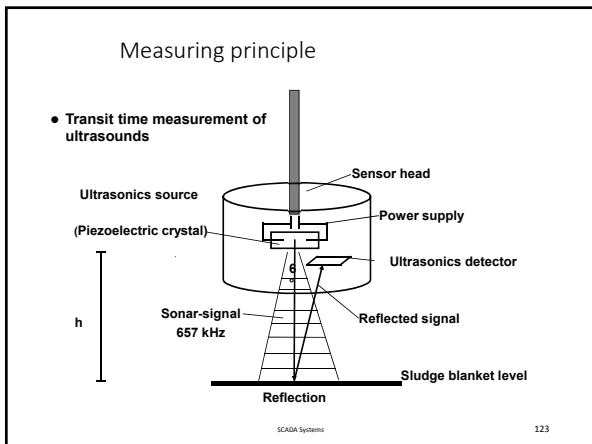 Measuring principle
● Transit time measurement of
ultrasounds
Sensor head
Ultrasonics source
Power supply
(Piezoelectric crystal)
Ultrasonics detector
6
°
h
Sonar-signal
657 kHz
Reflected signal
Sludge blanket level
Reflection
SCADA Systems
123